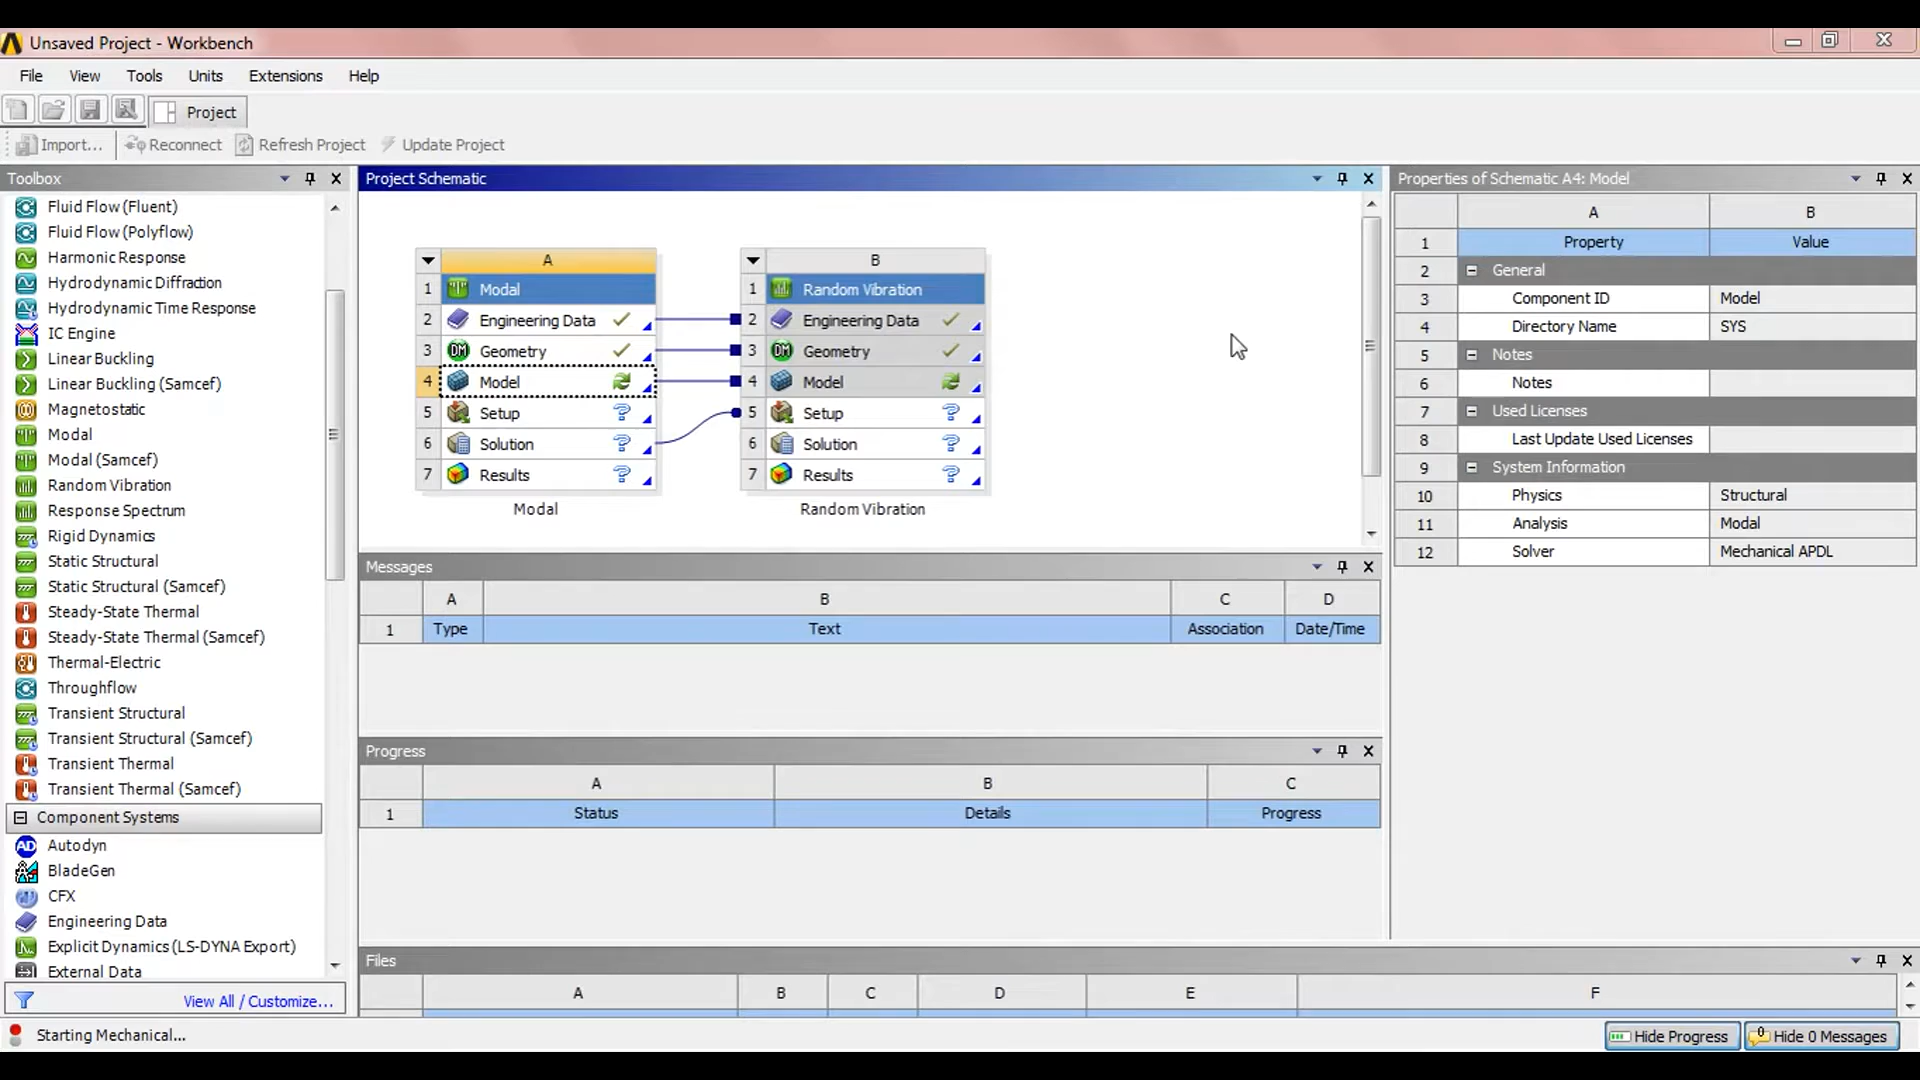 Unsaved Project - Workbench
File View Tools Units Extensions Help
Project
Import... Reconnect Refresh Project Update Project
Toolbox
Fluid Flow (Fluent)
Fluid Flow (Polyflow)
Harmonic Response
Hydrodynamic Diffraction
Hydrodynamic Time Response
IC Engine
Linear Buckling
Linear Buckling (Samcef)
Magnetostatic
Modal
Modal (Samcef)
Random Vibration
Response Spectrum
Rigid Dynamics
Static Structural
Static Structural (Samcef)
Steady-State Thermal
Steady-State Thermal (Samcef)
Thermal-Electric
Throughflow
Transient Structural
Transient Structural (Samcef)
Transient Thermal
Transient Thermal (Samcef)
Component Systems
AD Autodyn
BladeGen
CFX
Engineering Data
Explicit Dynamics (LS-DYNA Export)
External Data
View All / Customize...
Project Schematic
A
1 Modal
2 Engineering Data
3 DM Geometry
4 Model
5 Setup
6 Solution
7 Results
Modal
B
1 Random Vibration
2 Engineering Data
3 DM Geometry
4 Model
5 Setup
6 Solution
7 Results
Random Vibration
Messages
A B C D
1 Type Text Association Date/Time
Progress
A B C
1 Status Details Progress
Properties of Schematic A4: Model
A B
1 Property Value
2 General
3 Component ID Model
4 Directory Name SYS
5 Notes
6 Notes
7 Used Licenses
8 Last Update Used Licenses
9 System Information
10 Physics Structural
11 Analysis Modal
12 Solver Mechanical APDL
Files
A B C D E F
Starting Mechanical...
Hide Progress
Hide 0 Messages